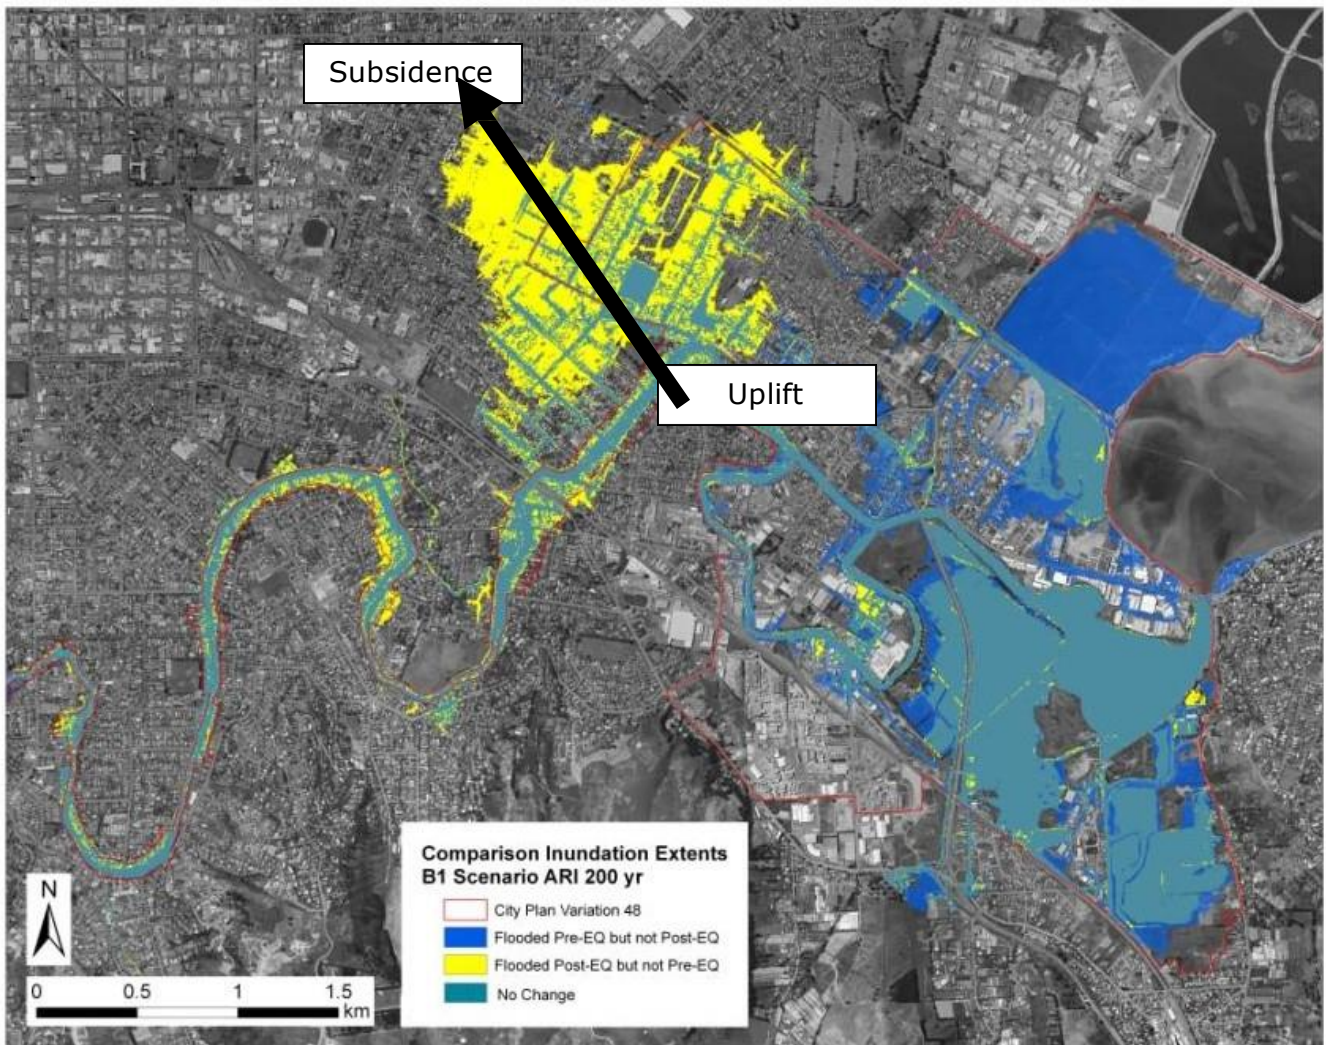 Subsidence
Uplift
Comparison Inundation Extents
B1 Scenario ARI 200 yr
City Plan Variation 48
Flooded Pre-EQ but not Post-EQ
Flooded Post-EQ but not Pre-EQ
No Change
N
0 0.5 1 1.5
km